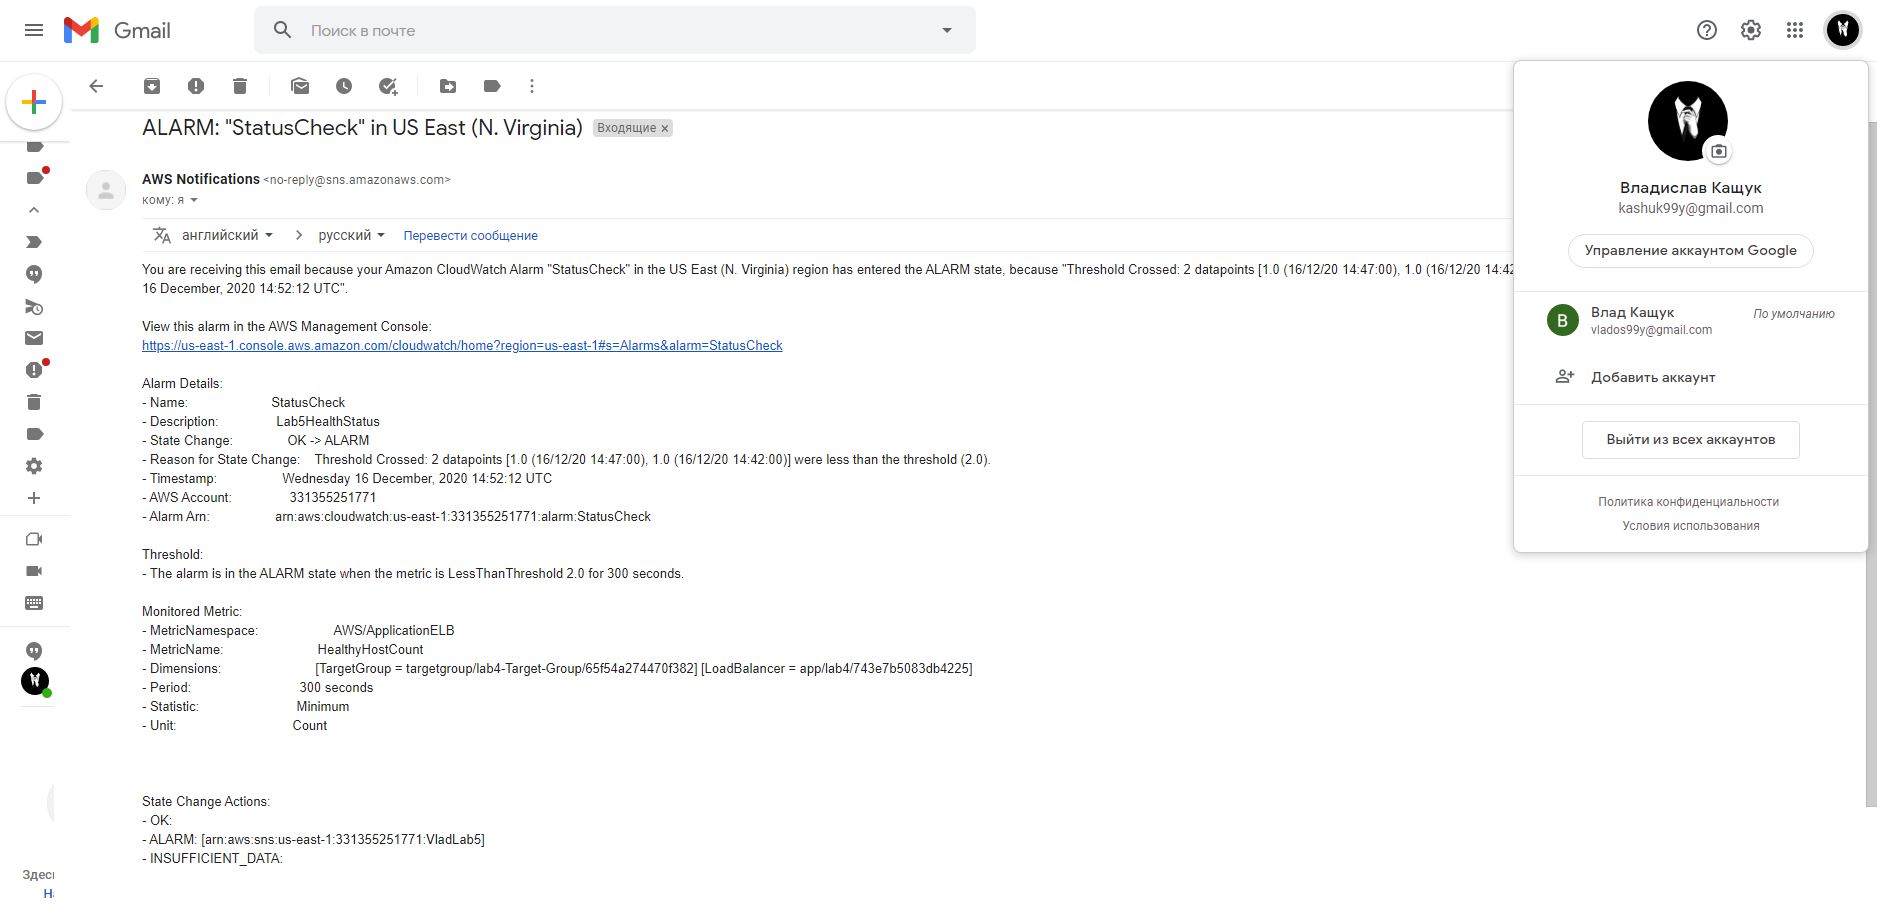 Gmail
Поиск в почте
ALARM: "StatusCheck" in US East (N. Virginia) Входящие ×
AWS Notifications <no-reply@sns.amazonaws.com>
кому: я
английский > русский Перевести сообщение
You are receiving this email because your Amazon CloudWatch Alarm "StatusCheck" in the US East (N. Virginia) region has entered the ALARM state, because "Threshold Crossed: 2 datapoints [1.0 (16/12/20 14:47:00), 1.0 (16/12/20 14:42
16 December, 2020 14:52:12 UTC".
View this alarm in the AWS Management Console:
https://us-east-1.console.aws.amazon.com/cloudwatch/home?region=us-east-1#s=Alarms&alarm=StatusCheck
Alarm Details:
- Name: StatusCheck
- Description: Lab5HealthStatus
- State Change: OK -> ALARM
- Reason for State Change: Threshold Crossed: 2 datapoints [1.0 (16/12/20 14:47:00), 1.0 (16/12/20 14:42:00)] were less than the threshold (2.0).
- Timestamp: Wednesday 16 December, 2020 14:52:12 UTC
- AWS Account: 331355251771
- Alarm Arn: arn:aws:cloudwatch:us-east-1:331355251771:alarm:StatusCheck
Threshold:
- The alarm is in the ALARM state when the metric is LessThanThreshold 2.0 for 300 seconds.
Monitored Metric:
- MetricNamespace: AWS/ApplicationELB
- MetricName: HealthyHostCount
- Dimensions: [TargetGroup = targetgroup/lab4-Target-Group/65f54a274470f382] [LoadBalancer = app/lab4/743e7b5083db4225]
- Period: 300 seconds
- Statistic: Minimum
- Unit: Count
State Change Actions:
- OK:
- ALARM: [arn:aws:sns:us-east-1:331355251771:VladLab5]
- INSUFFICIENT_DATA:
Владислав Кащук
kashuk99y@gmail.com
Управление аккаунтом Google
В Влад Кащук По умолчанию
vlados99y@gmail.com
Добавить аккаунт
Выйти из всех аккаунтов
Политика конфиденциальности
Условия использования